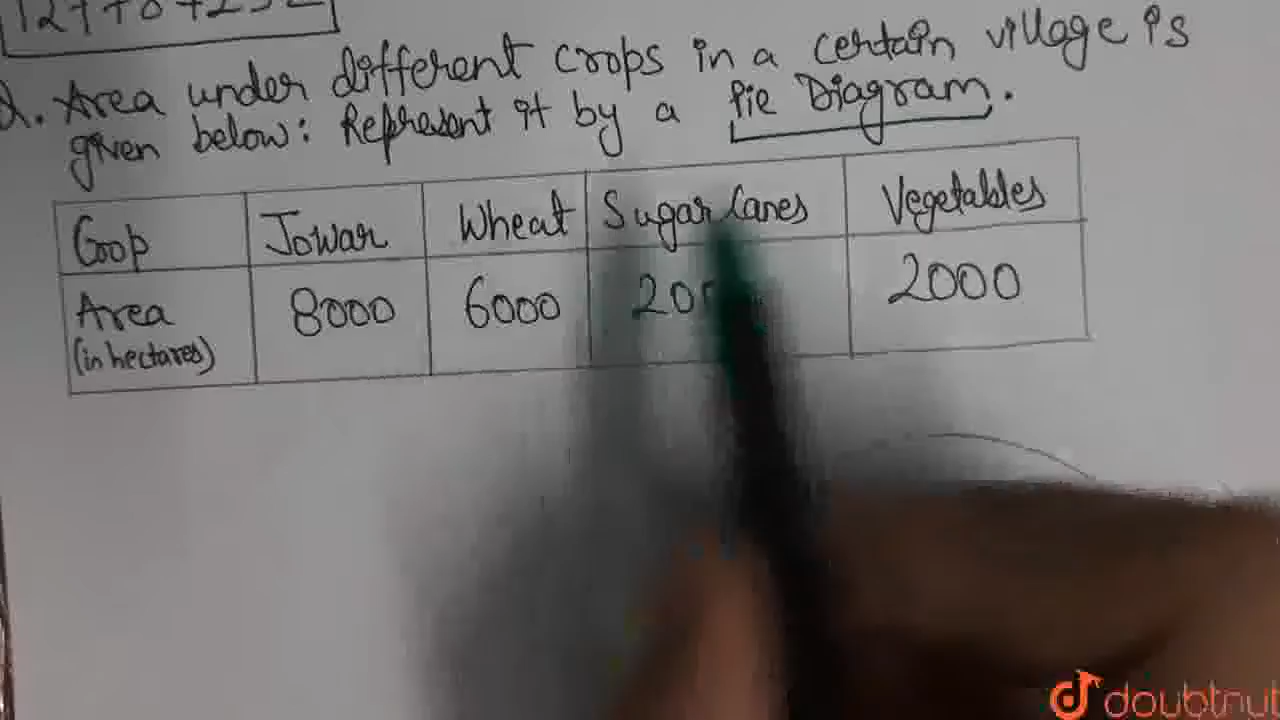 Q. Area under different crops in a certain village is
given below: Represent it by a Pie Diagram.
Crop Jowar Wheat Sugar Canes Vegetables
Area 8000 6000 2000
(in hectares)
doubtnut